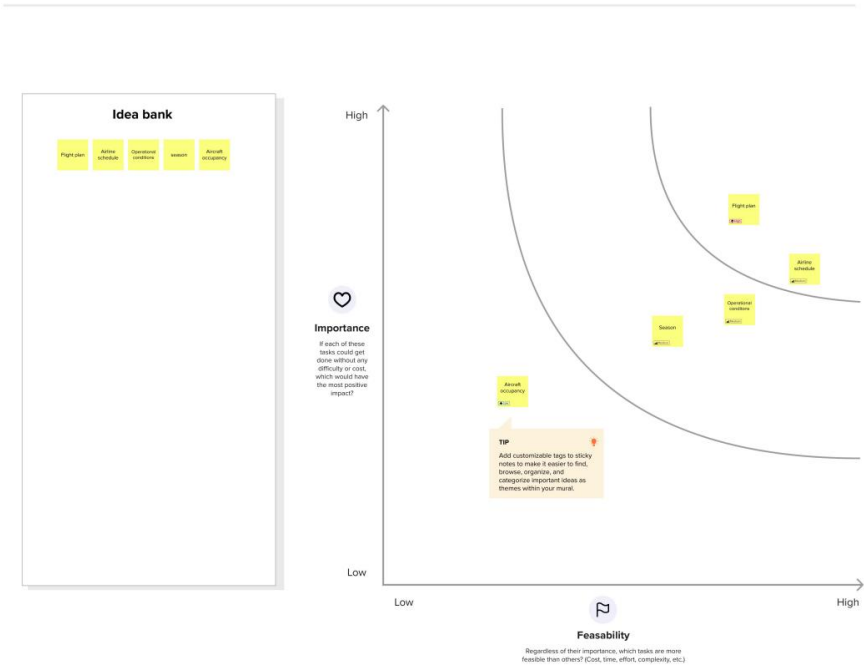 Idea bank
Flight plan
Airline
schedule
Operational
conditions
season
Aircraft
occupancy
High
Flight plan
Airline
schedule
Operational
conditions
Season
Aircraft
occupancy
Importance
If each of these
tasks could get
done without any
difficulty or cost,
which would have
the most positive
impact?
TIP
Add customizable tags to sticky
notes to make it easier to find,
browse, organize, and
categorize important ideas as
themes within your mural.
Low
Low
High
Feasability
Regardless of their importance, which tasks are more
feasible than others? (Cost, time, effort, complexity, etc.)